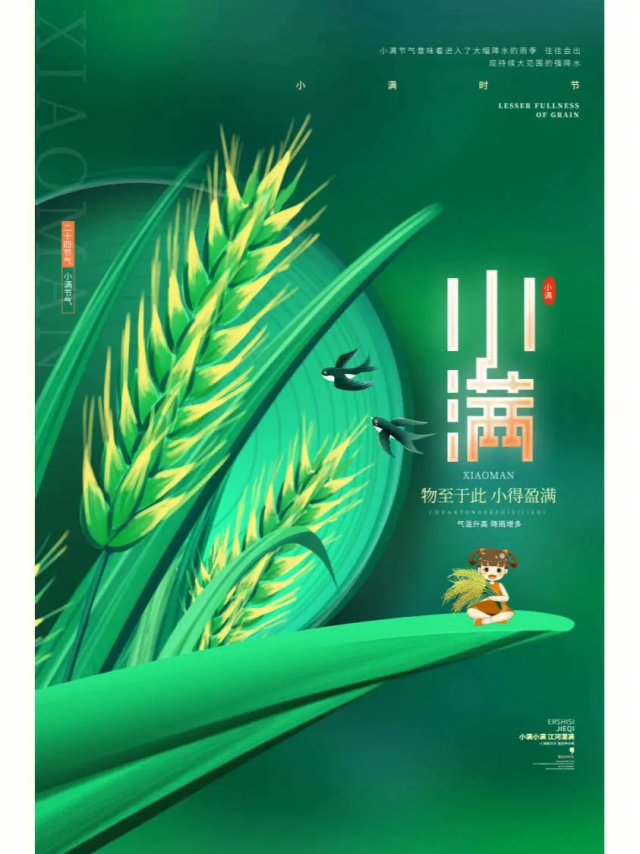 XIAOMAN
小满节气意味着进入了大幅降水的雨季 往往会出
现持续大范围的强降水
小 满 时 节
LESSER FULLNESS
OF GRAIN
二十四节气
小满节气
小满
小满
XIAOMAN
物至于此 小得盈满
气温升高 降雨增多
ERSHISI
JIEQI
小满小满 江河渐满